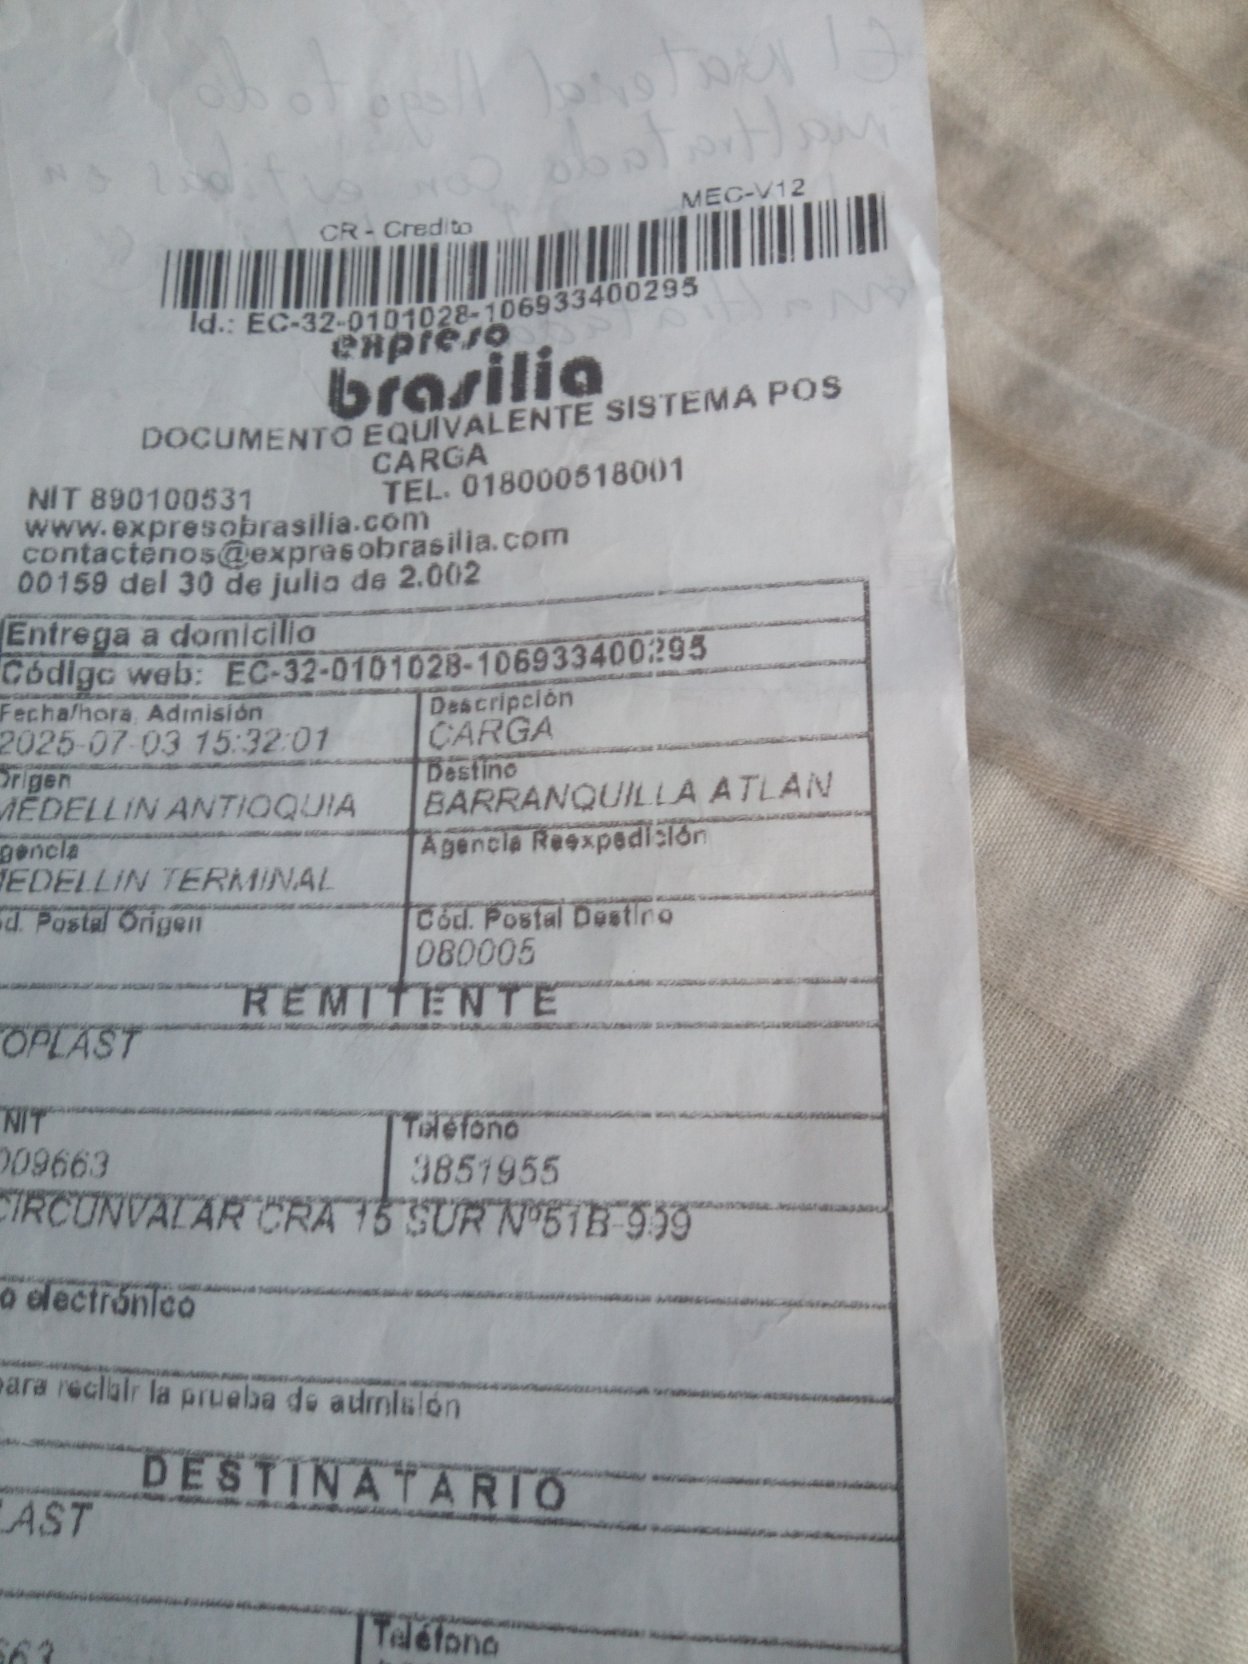 El material llego todo
maltratado con estibas en
maltratado
MEC-V12
CR - Credito
Id.: EC-32-0101028-106933400295
expreso
brasilia
DOCUMENTO EQUIVALENTE SISTEMA POS
CARGA
NIT 890100531 TEL. 018000518001
www.expresobrasilia.com
contactenos@expresobrasilia.com
00159 del 30 de julio de 2.002
Entrega a domicilio
Código web: EC-32-0101028-106933400295
Fecha/hora Admisión Descripción
2025-07-03 15:32:01 CARGA
Origen Destino
MEDELLIN ANTIOQUIA BARRANQUILLA ATLAN
gencia Agencia Reexpedición
MEDELLIN TERMINAL
d. Postal Origen Cód. Postal Destino
080005
REMITENTE
OPLAST
NIT Teléfono
009663 3851955
CIRCUNVALAR CRA 15 SUR Nº51B-999
o electrónico
para recibir la prueba de admisión
DESTINATARIO
LAST
Teléfono
663